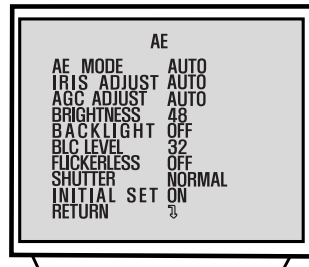 AE
AE MODE AUTO
IRIS ADJUST AUTO
AGC ADJUST AUTO
BRIGHTNESS 48
BACKLIGHT OFF
BLC LEVEL 32
FLICKERLESS OFF
SHUTTER NORMAL
INITIAL SET ON
RETURN